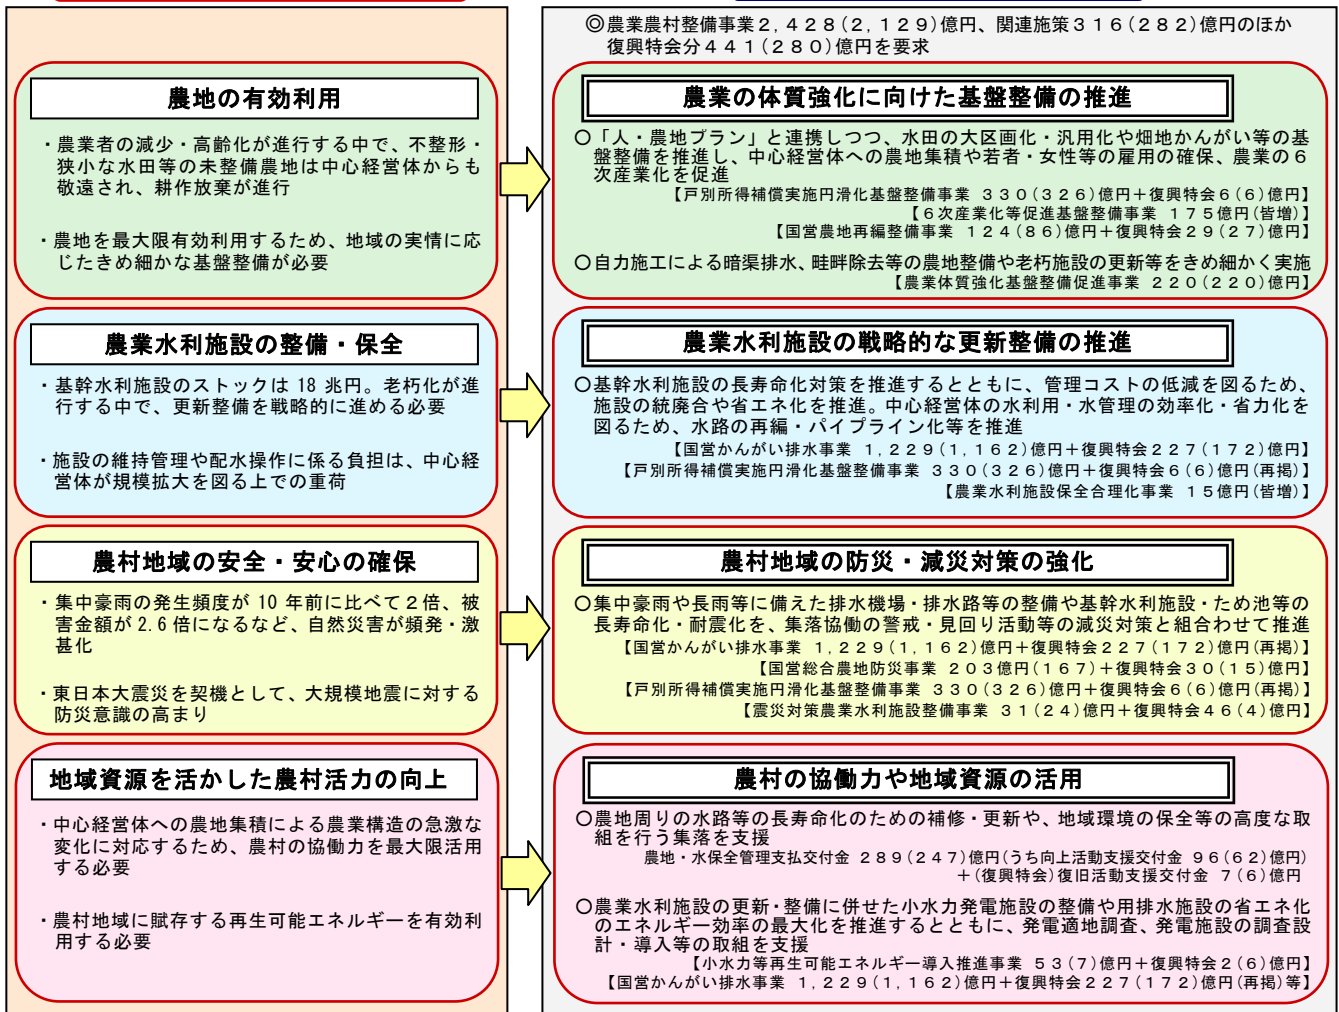 ◎農業農村整備事業２,４２８(２,１２９)億円、関連施策３１６(２８２)億円のほか
復興特会分４４１(２８０)億円を要求
農地の有効利用
・農業者の減少・高齢化が進行する中で、不整形・
狭小な水田等の未整備農地は中心経営体からも
敬遠され、耕作放棄が進行
・農地を最大限有効利用するため、地域の実情に応
じたきめ細かな基盤整備が必要
農業の体質強化に向けた基盤整備の推進
○「人・農地プラン」と連携しつつ、水田の大区画化・汎用化や畑地かんがい等の基
盤整備を推進し、中心経営体への農地集積や若者・女性等の雇用の確保、農業の６
次産業化を促進
【戸別所得補償実施円滑化基盤整備事業 ３３０(３２６)億円＋復興特会６(６)億円】
【６次産業化等促進基盤整備事業 １７５億円(皆増)】
【国営農地再編整備事業 １２４(８６)億円＋復興特会２９(２７)億円】
○自力施工による暗渠排水、畦畔除去等の農地整備や老朽施設の更新等をきめ細かく実施
【農業体質強化基盤整備促進事業 ２２０(２２０)億円】
農業水利施設の整備・保全
・基幹水利施設のストックは 18 兆円。老朽化が進
行する中で、更新整備を戦略的に進める必要
・施設の維持管理や配水操作に係る負担は、中心経
営体が規模拡大を図る上での重荷
農業水利施設の戦略的な更新整備の推進
○基幹水利施設の長寿命化対策を推進するとともに、管理コストの低減を図るため、
施設の統廃合や省エネ化を推進。中心経営体の水利用・水管理の効率化・省力化を
図るため、水路の再編・パイプライン化等を推進
【国営かんがい排水事業 １,２２９(１,１６２)億円＋復興特会２２７(１７２)億円】
【戸別所得補償実施円滑化基盤整備事業 ３３０(３２６)億円＋復興特会６(６)億円(再掲)】
【農業水利施設保全合理化事業 １５億円(皆増)】
農村地域の安全・安心の確保
・集中豪雨の発生頻度が 10 年前に比べて２倍、被
害金額が 2.6 倍になるなど、自然災害が頻発・激
甚化
・東日本大震災を契機として、大規模地震に対する
防災意識の高まり
農村地域の防災・減災対策の強化
○集中豪雨や長雨等に備えた排水機場・排水路等の整備や基幹水利施設・ため池等の
長寿命化・耐震化を、集落協働の警戒・見回り活動等の減災対策と組合わせて推進
【国営かんがい排水事業 １,２２９(１,１６２)億円＋復興特会２２７(１７２)億円(再掲)】
【国営総合農地防災事業 ２０３億円(１６７)＋復興特会３０(１５)億円】
【戸別所得補償実施円滑化基盤整備事業 ３３０(３２６)億円＋復興特会６(６)億円(再掲)】
【震災対策農業水利施設整備事業 ３１(２４)億円＋復興特会４６(４)億円】
地域資源を活かした農村活力の向上
・中心経営体への農地集積による農業構造の急激な
変化に対応するため、農村の協働力を最大限活用
する必要
・農村地域に賦存する再生可能エネルギーを有効利
用する必要
農村の協働力や地域資源の活用
○農地周りの水路等の長寿命化のための補修・更新や、地域環境の保全等の高度な取
組を行う集落を支援
農地・水保全管理支払交付金 ２８９(２４７)億円(うち向上活動支援交付金 ９６(６２)億円)
＋(復興特会)復旧活動支援交付金 ７(６)億円
○農業水利施設の更新・整備に併せた小水力発電施設の整備や用排水施設の省エネ化
のエネルギー効率の最大化を推進するとともに、発電適地調査、発電施設の調査設
計・導入等の取組を支援
【小水力等再生可能エネルギー導入推進事業 ５３(７)億円＋復興特会２(６)億円】
【国営かんがい排水事業 １,２２９(１,１６２)億円＋復興特会２２７(１７２)億円(再掲)等】